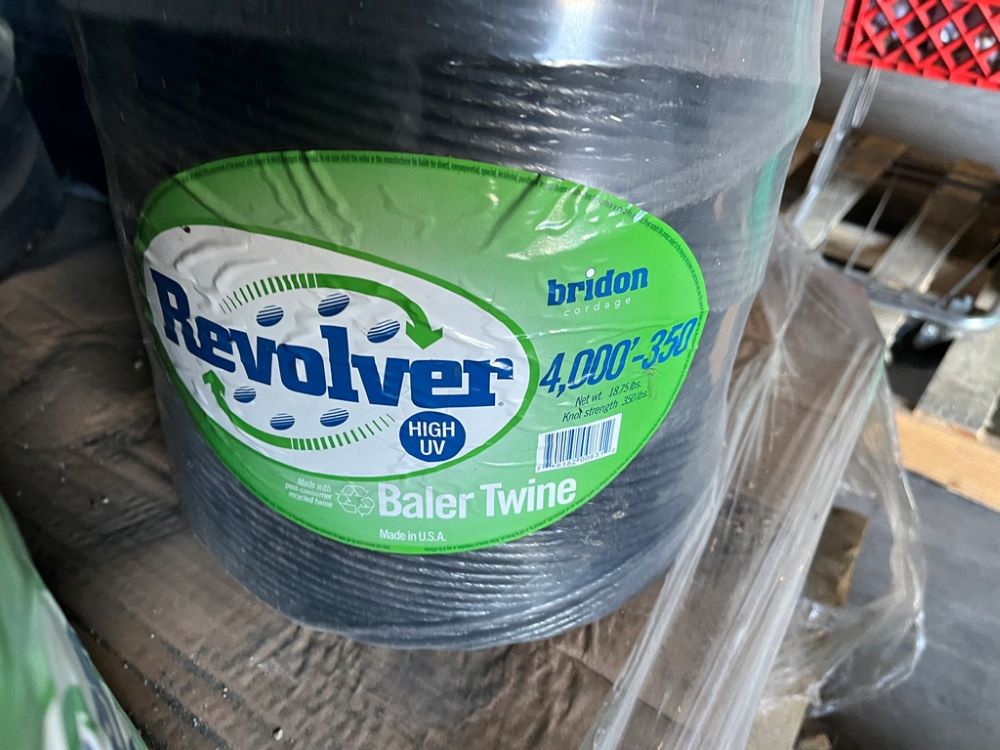 bridon
cordage
Revolver
4,000'-350
Net wt. 18.75 lbs.
Knot strength 350 lbs.
HIGH
UV
Made with
post-consumer
recycled twine
Baler Twine
Made in U.S.A.